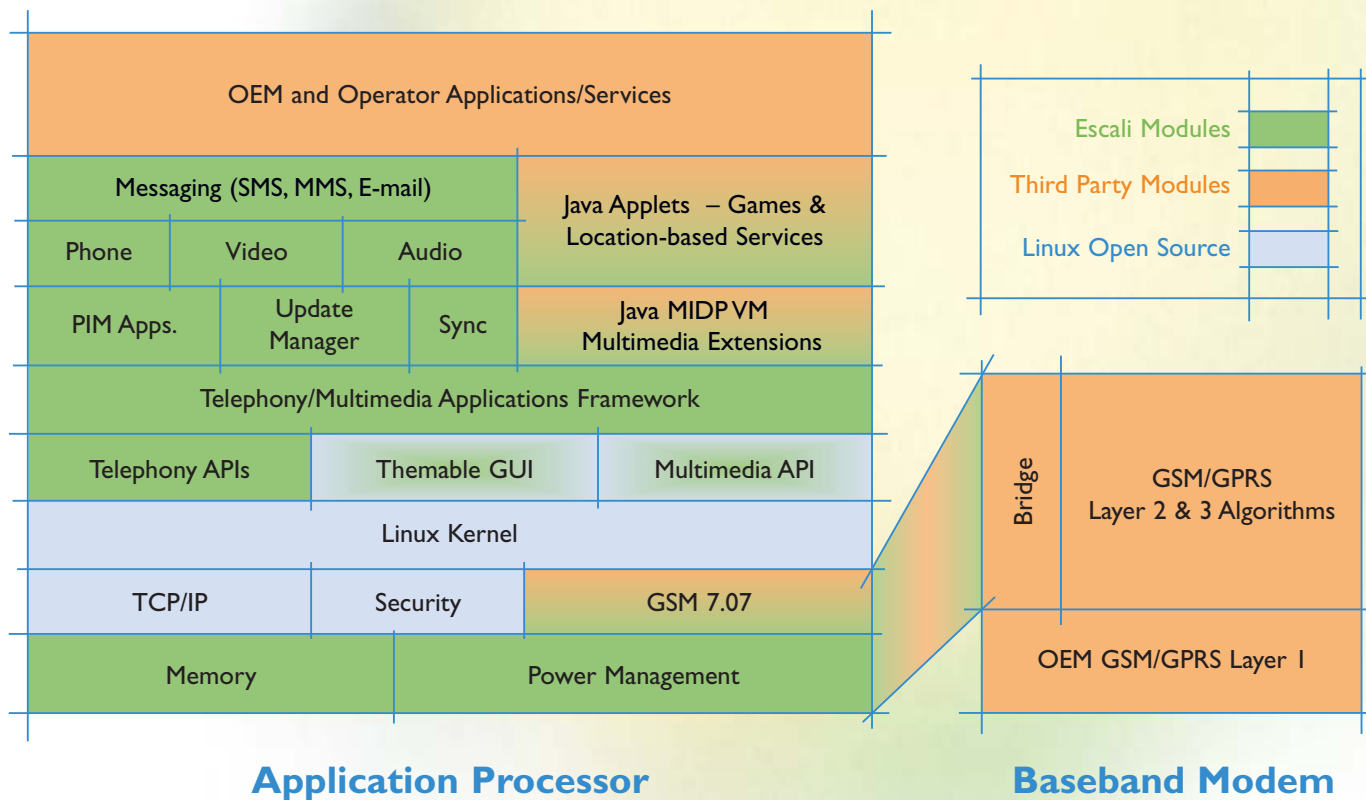 OEM and Operator Applications/Services
Messaging (SMS, MMS, E-mail)
Java Applets – Games &
Location-based Services
Phone
Video
Audio
PIM Apps.
Update
Manager
Sync
Java MIDP VM
Multimedia Extensions
Telephony/Multimedia Applications Framework
Telephony APIs
Themable GUI
Multimedia API
Linux Kernel
TCP/IP
Security
GSM 7.07
Memory
Power Management
Application Processor
Escali Modules
Third Party Modules
Linux Open Source
Bridge
GSM/GPRS
Layer 2 & 3 Algorithms
OEM GSM/GPRS Layer 1
Baseband Modem